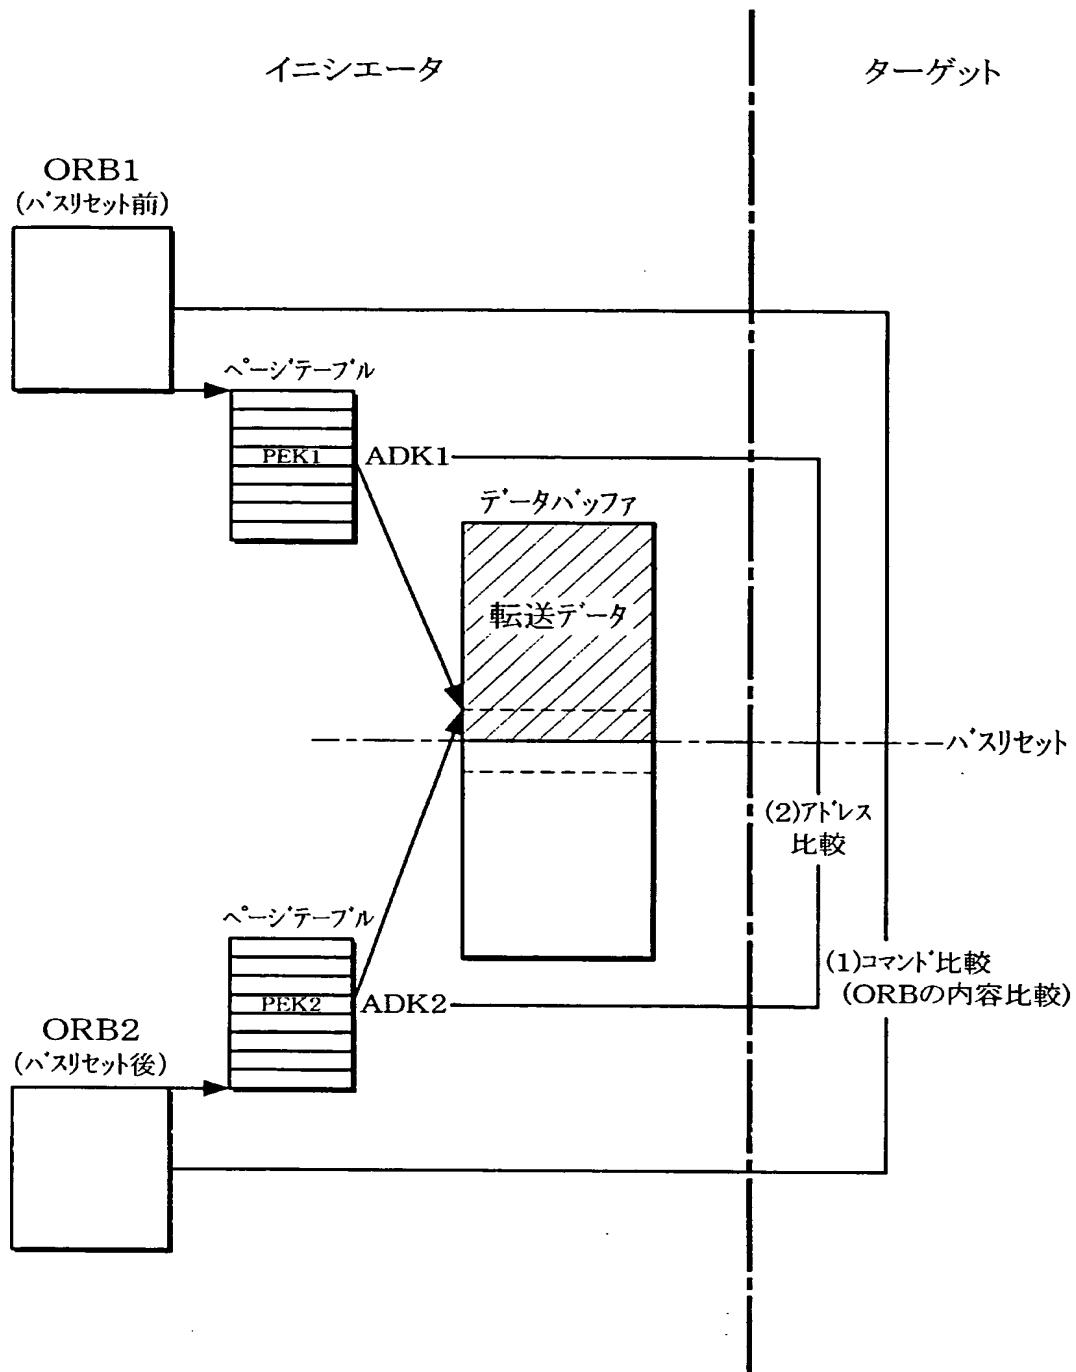 イニシエータ
ターゲット
ORB1
(バスリセット前)
ページテーブル
PEK1
ADK1
データバッファ
転送データ
バスリセット
(2)アドレス
比較
ページテーブル
(1)コマンド比較
(ORBの内容比較)
PEK2
ADK2
ORB2
(バスリセット後)